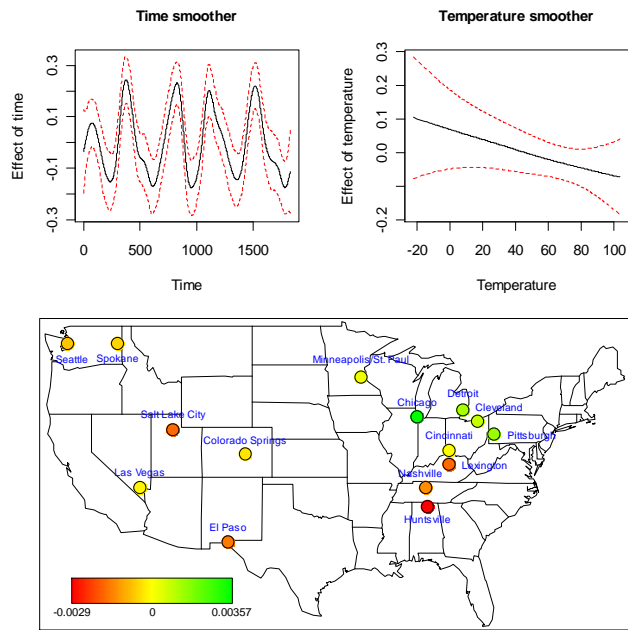 Time smoother
Temperature smoother
Effect of time
-0.3
-0.1
0.1
0.3
0
500
1000
1500
Time
Effect of temperature
-0.2
0.0
0.1
0.2
0.3
-20
0
20
40
60
80
100
Temperature
Seattle
Spokane
Minneapolis/St. Paul
Detroit
Chicago
Cleveland
Salt Lake City
Cincinnati
Pittsburgh
Colorado Springs
Las Vegas
Nashville
Lexington
Huntsville
El Paso
-0.0029
0
0.00357